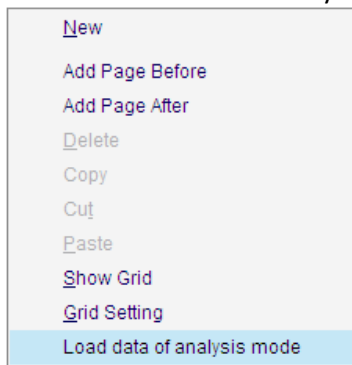 New
Add Page Before
Add Page After
Delete
Copy
Cut
Paste
Show Grid
Grid Setting
Load data of analysis mode